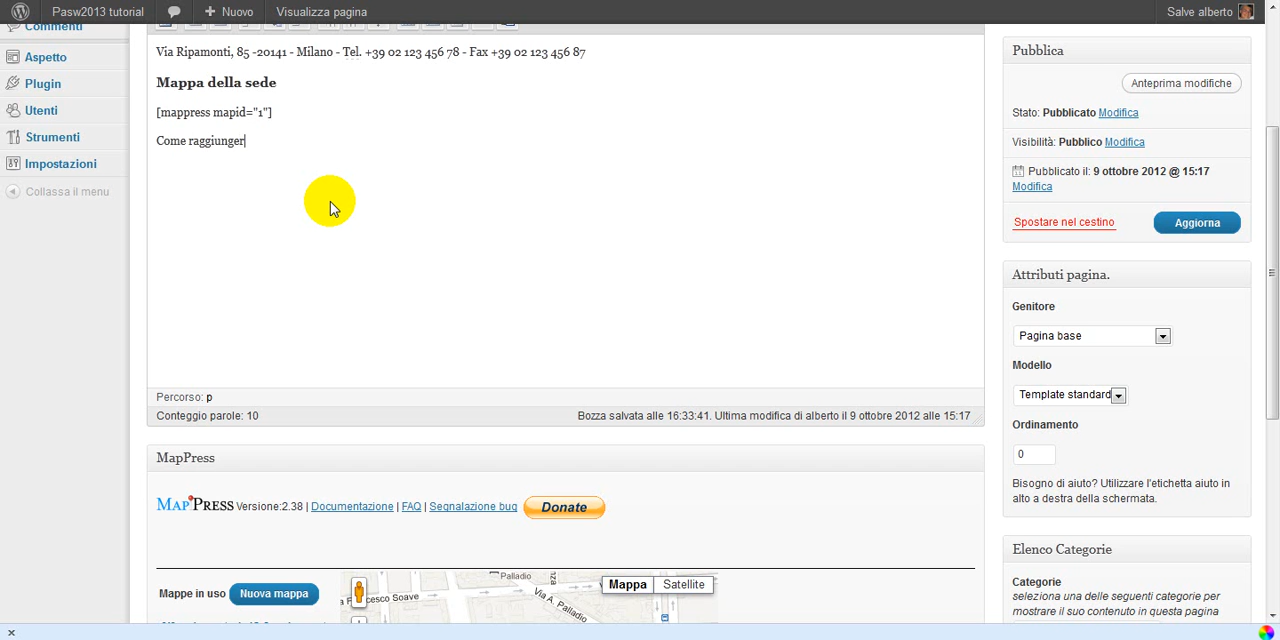 Pasw2013 tutorial
Nuovo
Visualizza pagina
Salve alberto
Commenti
Aspetto
Plugin
Utenti
Strumenti
Impostazioni
Collassa il menu
Via Ripamonti, 85 -20141 - Milano - Tel. +39 02 123 456 78 - Fax +39 02 123 456 87
Mappa della sede
[mappress mapid="1"]
Come raggiunger
Percorso: p
Conteggio parole: 10
Bozza salvata alle 16:33:41. Ultima modifica di alberto il 9 ottobre 2012 alle 15:17
MapPress
MapPress Versione:2.38 | Documentazione | FAQ | Segnalazione bug Donate
Mappe in uso Nuova mappa
Palladio
Francesco Soave
Via A. Palladio
Mappa Satellite
Pubblica
Anteprima modifiche
Stato: Pubblicato Modifica
Visibilità: Pubblico Modifica
Pubblicato il: 9 ottobre 2012 @ 15:17
Modifica
Spostare nel cestino Aggiorna
Attributi pagina.
Genitore
Pagina base
Modello
Template standard
Ordinamento
0
Bisogno di aiuto? Utilizzare l'etichetta aiuto in
alto a destra della schermata.
Elenco Categorie
Categorie
seleziona una delle seguenti categorie per
mostrare il suo contenuto in questa pagina